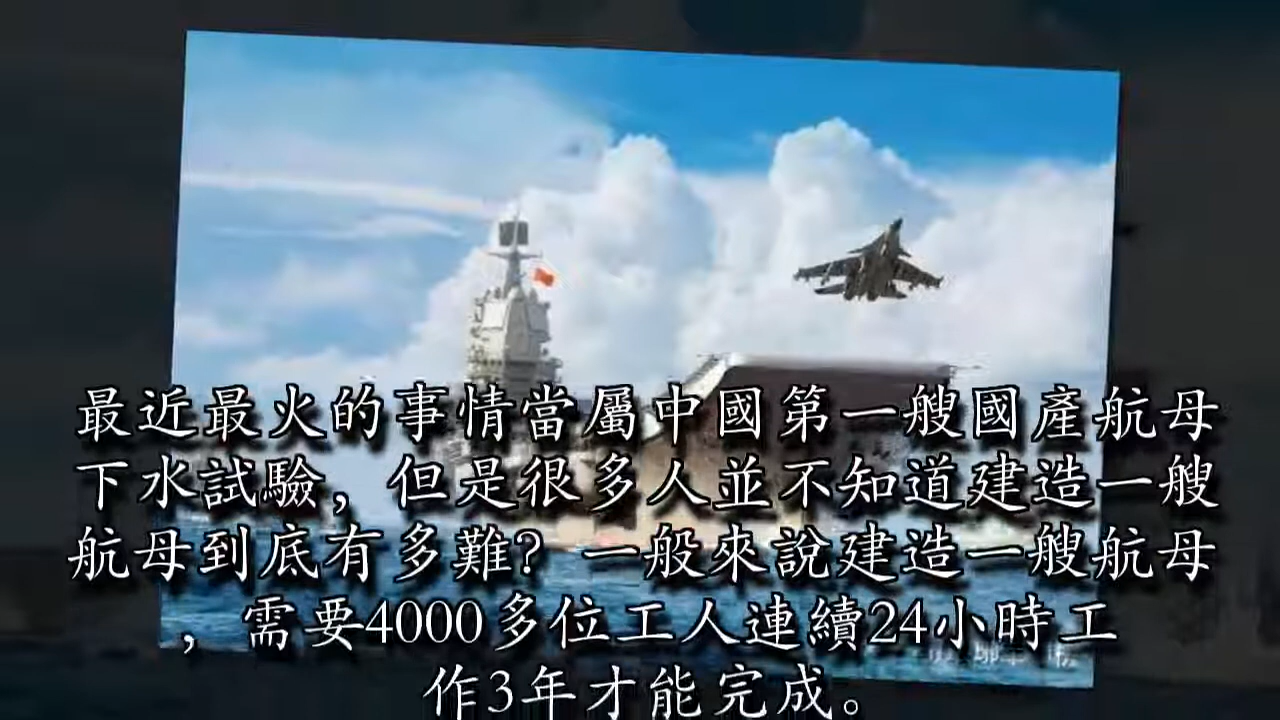 最近最火的事情當屬中國第一艘國產航母
下水試驗，但是很多人並不知道建造一艘
航母到底有多難？一般來說建造一艘航母
，需要4000多位工人連續24小時工
作3年才能完成。